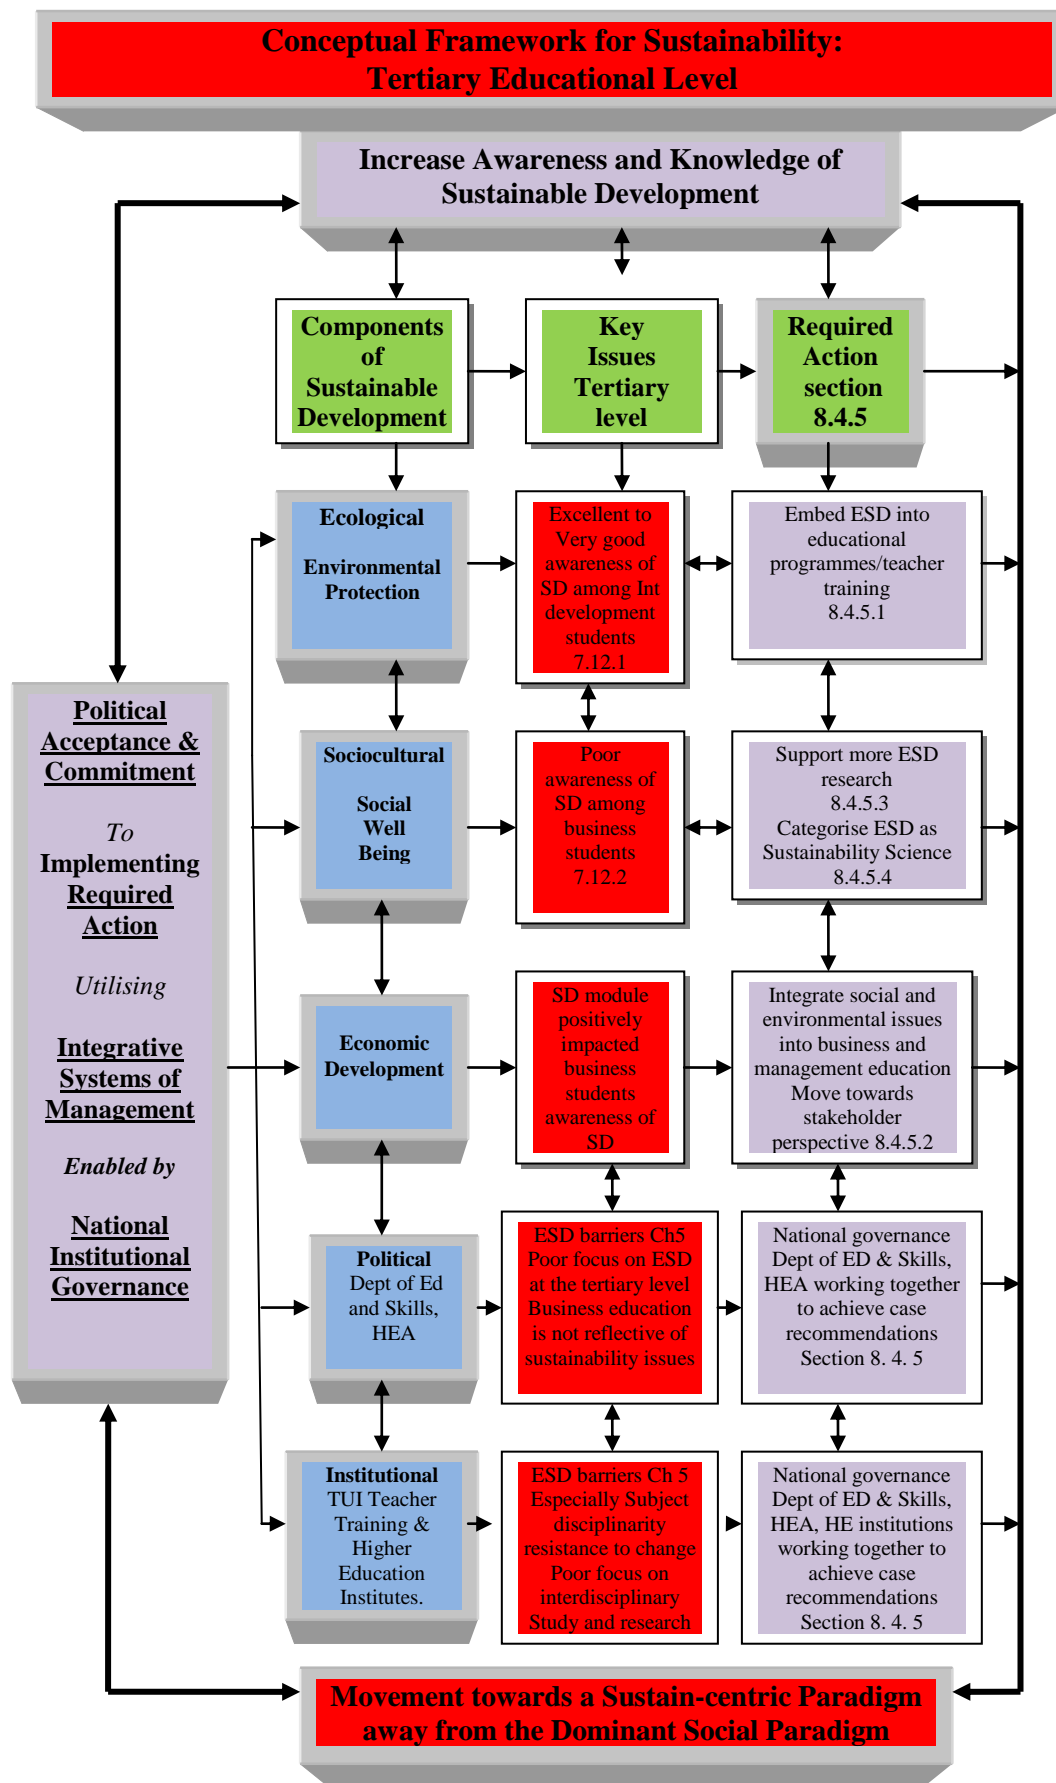 Conceptual Framework for Sustainability:
Tertiary Educational Level
Increase Awareness and Knowledge of
Sustainable Development
Components
of
Sustainable
Development
Key
Issues
Tertiary
level
Required
Action
section
8.4.5
Political
Acceptance &
Commitment
To
Implementing
Required
Action
Utilising
Integrative
Systems of
Management
Enabled by
National
Institutional
Governance
Ecological
Environmental
Protection
Excellent to
Very good
awareness of
SD among Int
development
students
7.12.1
Embed ESD into
educational
programmes/teacher
training
8.4.5.1
Sociocultural
Social
Well
Being
Poor
awareness of
SD among
business
students
7.12.2
Support more ESD
research
8.4.5.3
Categorise ESD as
Sustainability Science
8.4.5.4
Economic
Development
SD module
positively
impacted
business
students
awareness of
SD
Integrate social and
environmental issues
into business and
management education
Move towards
stakeholder
perspective 8.4.5.2
Political
Dept of Ed
and Skills,
HEA
ESD barriers Ch5
Poor focus on ESD
at the tertiary level
Business education
is not reflective of
sustainability issues
National governance
Dept of ED & Skills,
HEA working together
to achieve case
recommendations
Section 8. 4. 5
Institutional
TUI Teacher
Training &
Higher
Education
Institutes.
ESD barriers Ch 5
Especially Subject
disciplinarity
resistance to change
Poor focus on
interdisciplinary
Study and research
National governance
Dept of ED & Skills,
HEA, HE institutions
working together to
achieve case
recommendations
Section 8. 4. 5
Movement towards a Sustain-centric Paradigm
away from the Dominant Social Paradigm